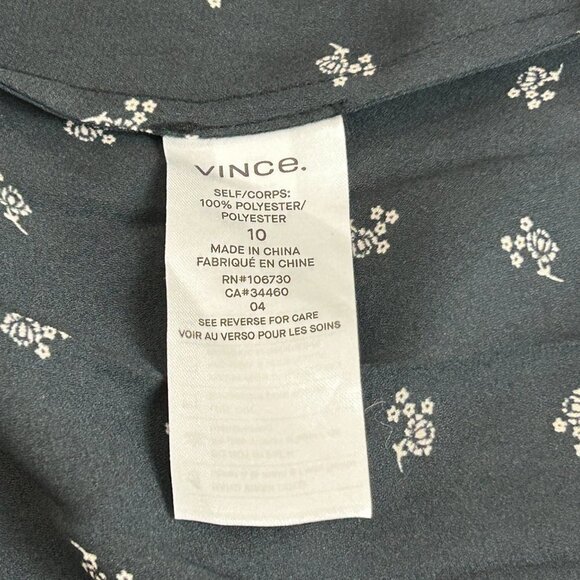 VINCE.
SELF/CORPS:
100% POLYESTER/
POLYESTER
10
MADE IN CHINA
FABRIQUÉ EN CHINE
RN#106730
CA#34460
04
SEE REVERSE FOR CARE
VOIR AU VERSO POUR LES SOINS